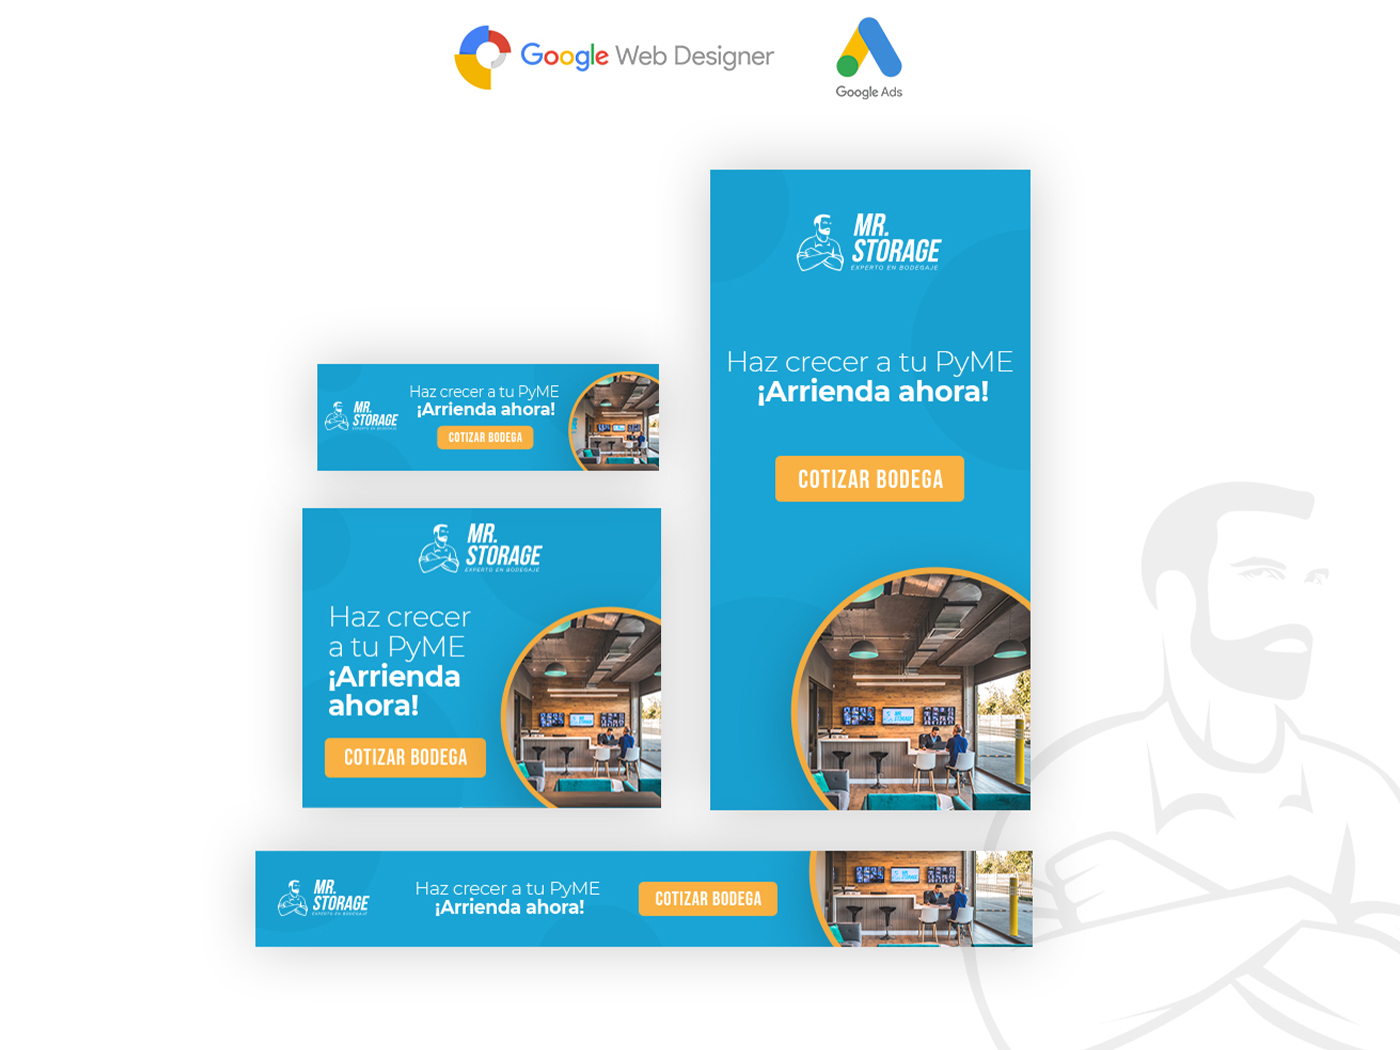 Google Web Designer
Google Ads
MR.
STORAGE
EXPERTO EN BODEGAJE
Haz crecer a tu PyME
¡Arrienda ahora!
COTIZAR BODEGA
MR.
STORAGE
EXPERTO EN BODEGAJE
Haz crecer a tu PyME
¡Arrienda ahora!
COTIZAR BODEGA
MR.
STORAGE
EXPERTO EN BODEGAJE
Haz crecer
a tu PyME
¡Arrienda
ahora!
COTIZAR BODEGA
MR.
STORAGE
EXPERTO EN BODEGAJE
Haz crecer a tu PyME
¡Arrienda ahora!
COTIZAR BODEGA